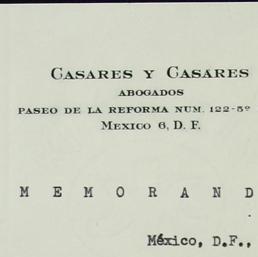 CASARES Y CASARES
ABOGADOS
PASEO DE LA REFORMA NUM. 122-5º
MEXICO 6, D. F.
M E M O R A N D
México, D.F.,